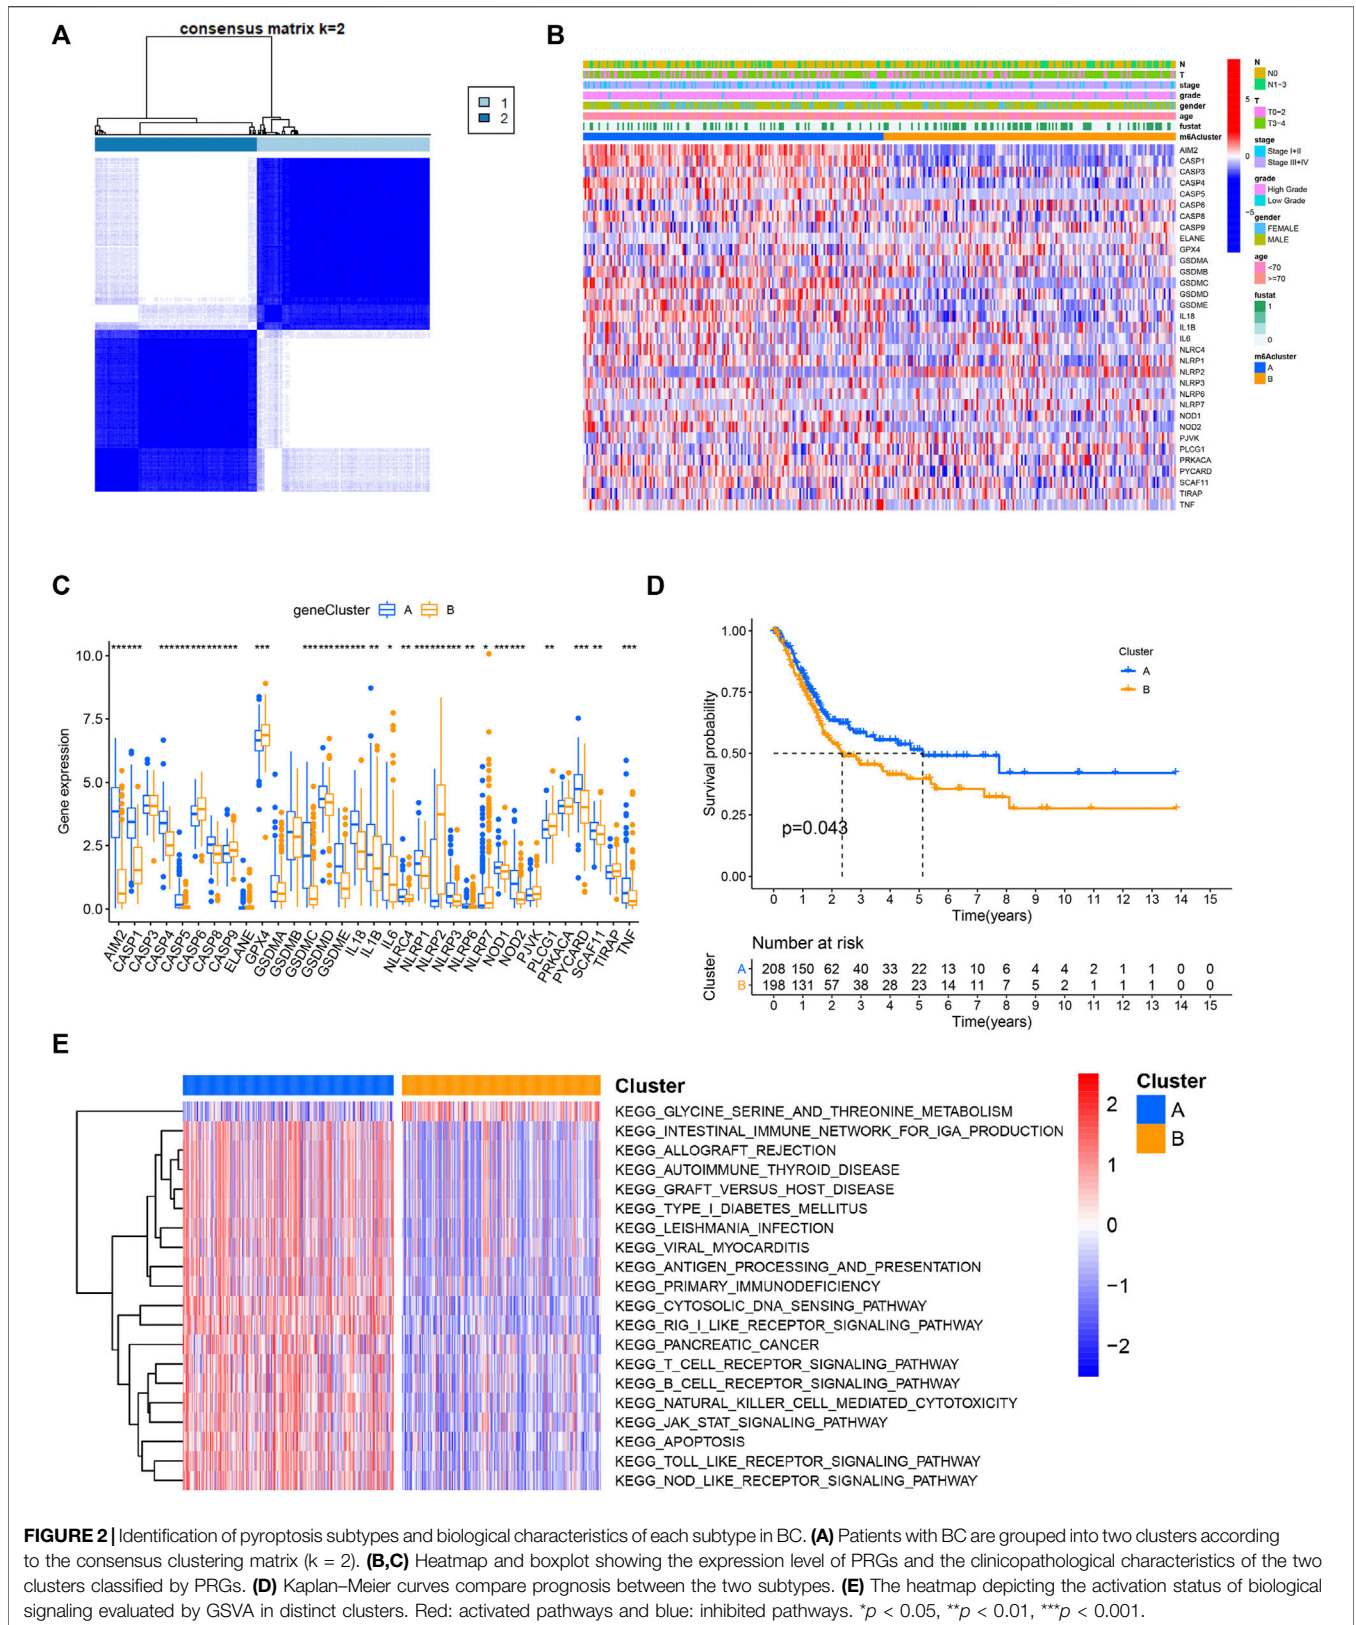 A
consensus matrix k=2
1
2
B
N
T
stage
grade
gender
age
fustat
m6Acluster
AIM2
CASP1
CASP3
CASP4
CASP5
CASP6
CASP8
CASP9
ELANE
GPX4
GSDMA
GSDMB
GSDMC
GSDMD
GSDME
IL18
IL1B
IL6
NLRC4
NLRP1
NLRP2
NLRP3
NLRP6
NLRP7
NOD1
NOD2
PJVK
PLCG1
PRKACA
PYCARD
SCAF11
TIRAP
TNF
5
0
−5
N
N0
N1−3
T
T0−2
T3−4
stage
Stage I+II
Stage III+IV
grade
High Grade
Low Grade
gender
FEMALE
MALE
age
<70
>=70
fustat
1
0
m6Acluster
A
B
C
geneCluster A B
*** *** *** *** *** *** *** *** *** *** *** *** ** * ** *** *** *** ** * *** *** ** *** ** ***
Gene expression
10.0
7.5
5.0
2.5
0.0
AIM2
CASP1
CASP3
CASP4
CASP5
CASP6
CASP8
CASP9
ELANE
GPX4
GSDMA
GSDMB
GSDMC
GSDMD
GSDME
IL18
IL1B
IL6
NLRC4
NLRP1
NLRP2
NLRP3
NLRP6
NLRP7
NOD1
NOD2
PJVK
PLCG1
PRKACA
PYCARD
SCAF11
TIRAP
TNF
D
Survival probability
1.00
0.75
0.50
0.25
0.00
p=0.043
Cluster
A
B
0 1 2 3 4 5 6 7 8 9 10 11 12 13 14 15
Time(years)
Number at risk
Cluster
A 208 150 62 40 33 22 13 10 6 4 4 2 1 1 0 0
B 198 131 57 38 28 23 14 11 7 5 2 1 1 1 0 0
0 1 2 3 4 5 6 7 8 9 10 11 12 13 14 15
Time(years)
E
Cluster
KEGG_GLYCINE_SERINE_AND_THREONINE_METABOLISM
KEGG_INTESTINAL_IMMUNE_NETWORK_FOR_IGA_PRODUCTION
KEGG_ALLOGRAFT_REJECTION
KEGG_AUTOIMMUNE_THYROID_DISEASE
KEGG_GRAFT_VERSUS_HOST_DISEASE
KEGG_TYPE_I_DIABETES_MELLITUS
KEGG_LEISHMANIA_INFECTION
KEGG_VIRAL_MYOCARDITIS
KEGG_ANTIGEN_PROCESSING_AND_PRESENTATION
KEGG_PRIMARY_IMMUNODEFICIENCY
KEGG_CYTOSOLIC_DNA_SENSING_PATHWAY
KEGG_RIG_I_LIKE_RECEPTOR_SIGNALING_PATHWAY
KEGG_PANCREATIC_CANCER
KEGG_T_CELL_RECEPTOR_SIGNALING_PATHWAY
KEGG_B_CELL_RECEPTOR_SIGNALING_PATHWAY
KEGG_NATURAL_KILLER_CELL_MEDIATED_CYTOTOXICITY
KEGG_JAK_STAT_SIGNALING_PATHWAY
KEGG_APOPTOSIS
KEGG_TOLL_LIKE_RECEPTOR_SIGNALING_PATHWAY
KEGG_NOD_LIKE_RECEPTOR_SIGNALING_PATHWAY
2
1
0
−1
−2
Cluster
A
B
FIGURE 2 | Identification of pyroptosis subtypes and biological characteristics of each subtype in BC. (A) Patients with BC are grouped into two clusters according
to the consensus clustering matrix (k = 2). (B,C) Heatmap and boxplot showing the expression level of PRGs and the clinicopathological characteristics of the two
clusters classified by PRGs. (D) Kaplan–Meier curves compare prognosis between the two subtypes. (E) The heatmap depicting the activation status of biological
signaling evaluated by GSVA in distinct clusters. Red: activated pathways and blue: inhibited pathways. *p < 0.05, **p < 0.01, ***p < 0.001.